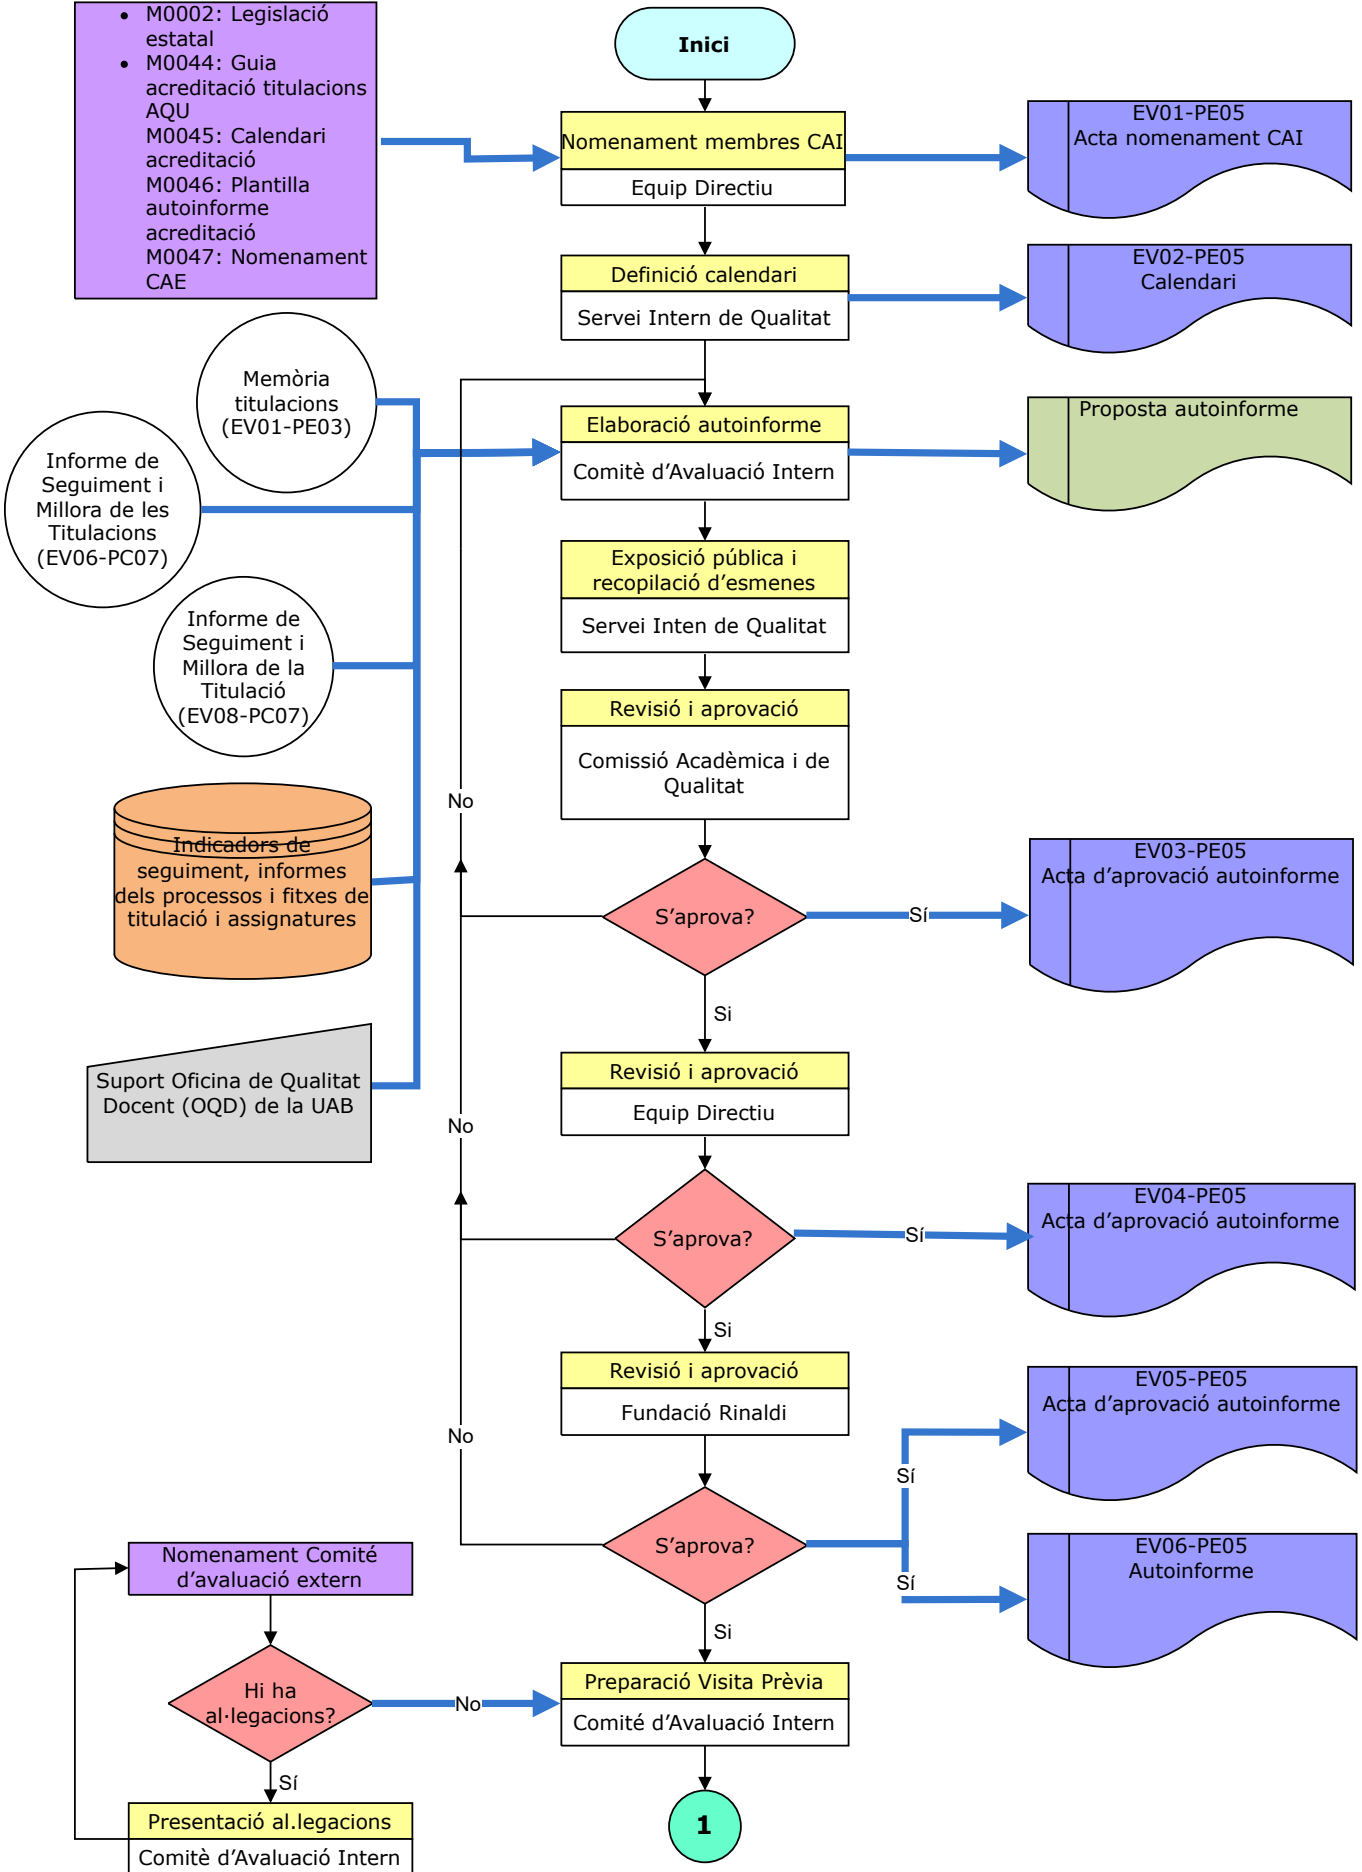 • M0002: Legislació
estatal
• M0044: Guia
acreditació titulacions
AQU
M0045: Calendari
acreditació
M0046: Plantilla
autoinforme
acreditació
M0047: Nomenament
CAE
Inici
Nomenament membres CAI
Equip Directiu
EV01-PE05
Acta nomenament CAI
Definició calendari
Servei Intern de Qualitat
EV02-PE05
Calendari
Memòria
titulacions
(EV01-PE03)
Informe de
Seguiment i
Millora de les
Titulacions
(EV06-PC07)
Elaboració autoinforme
Comitè d’Avaluació Intern
Proposta autoinforme
Exposició pública i
recopilació d’esmenes
Servei Inten de Qualitat
Informe de
Seguiment i
Millora de la
Titulació
(EV08-PC07)
Revisió i aprovació
Comissió Acadèmica i de
Qualitat
No
Indicadors de
seguiment, informes
dels processos i fitxes de
titulació i assignatures
S’aprova?
Sí
EV03-PE05
Acta d’aprovació autoinforme
Si
Suport Oficina de Qualitat
Docent (OQD) de la UAB
Revisió i aprovació
Equip Directiu
No
S’aprova?
Sí
EV04-PE05
Acta d’aprovació autoinforme
Si
Revisió i aprovació
Fundació Rinaldi
No
EV05-PE05
Acta d’aprovació autoinforme
Sí
S’aprova?
Sí
EV06-PE05
Autoinforme
Si
Nomenament Comité
d’avaluació extern
Hi ha
al·legacions?
No
Preparació Visita Prèvia
Comité d’Avaluació Intern
Sí
Presentació al.legacions
Comitè d’Avaluació Intern
1